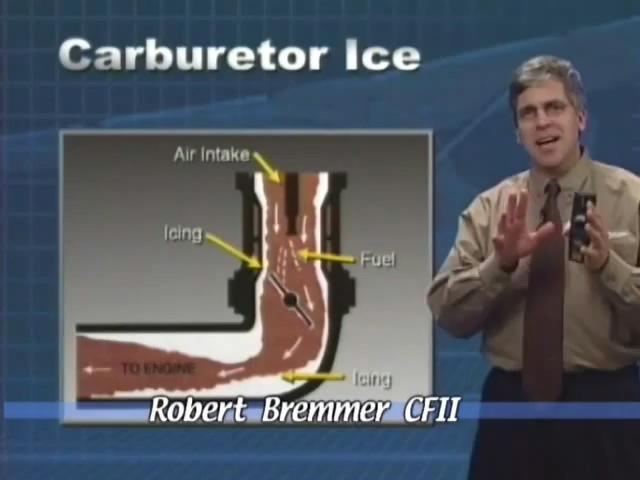 Carburetor Ice
Air Intake
Icing
Fuel
TO ENGINE
Icing
Robert Bremmer CFII